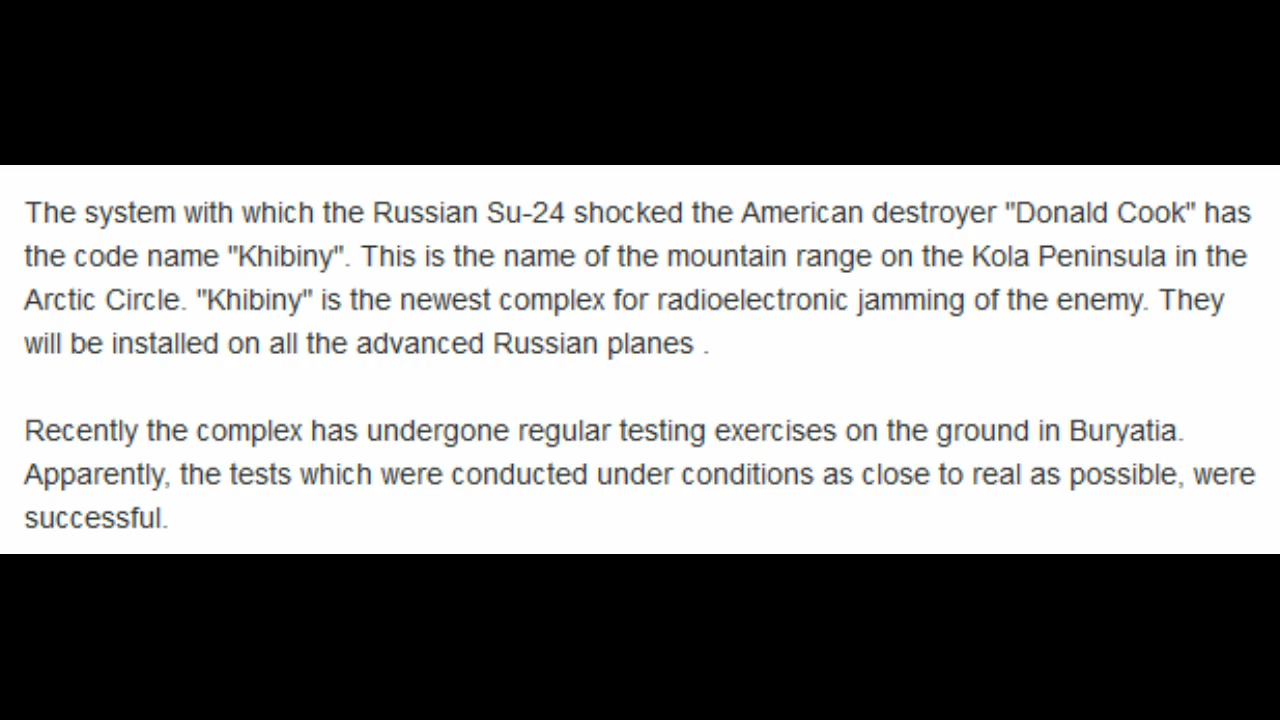 The system with which the Russian Su-24 shocked the American destroyer "Donald Cook" has
the code name "Khibiny". This is the name of the mountain range on the Kola Peninsula in the
Arctic Circle. "Khibiny" is the newest complex for radioelectronic jamming of the enemy. They
will be installed on all the advanced Russian planes .
Recently the complex has undergone regular testing exercises on the ground in Buryatia.
Apparently, the tests which were conducted under conditions as close to real as possible, were
successful.